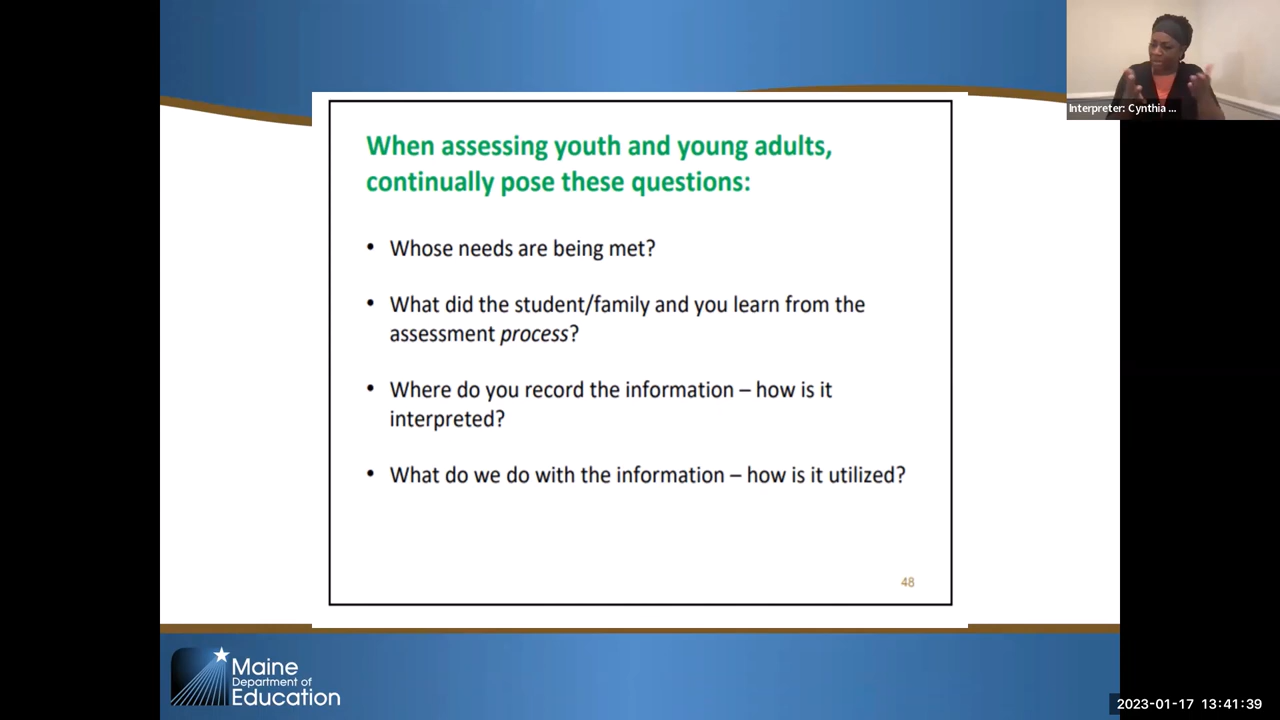 Interpreter: Cynthia ...
When assessing youth and young adults,
continually pose these questions:
• Whose needs are being met?
• What did the student/family and you learn from the
assessment process?
• Where do you record the information – how is it
interpreted?
• What do we do with the information – how is it utilized?
48
Maine
Department of
Education
2023-01-17 13:41:39